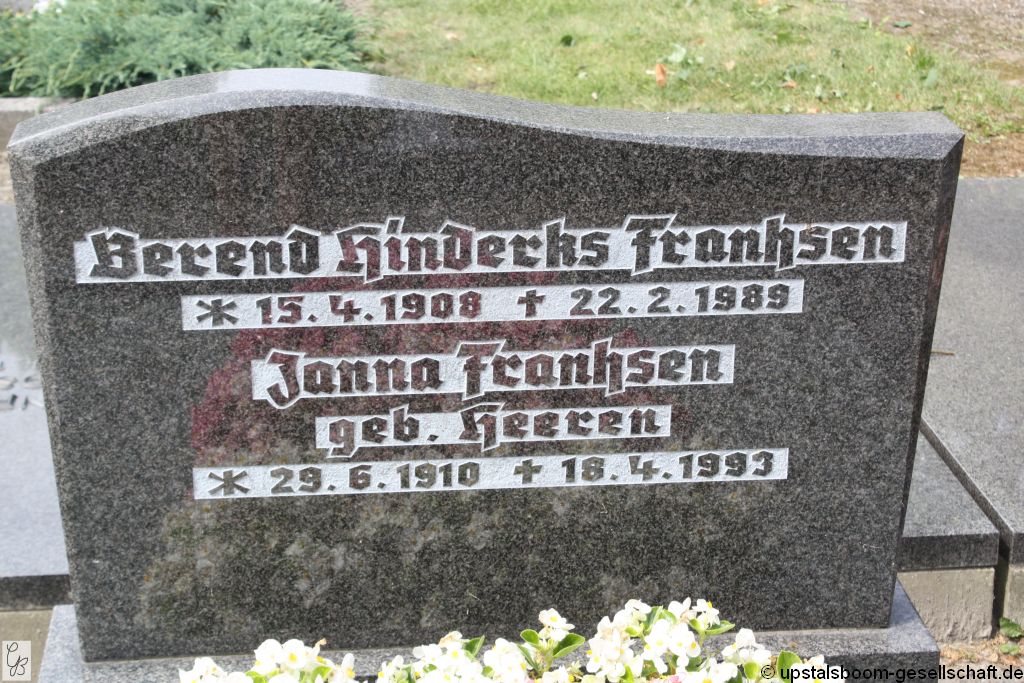 Berend Hinderks Franhsen
* 15.4.1908 † 22.2.1989
Janna Franhsen
geb. Heeren
* 29.6.1910 † 18.4.1993
© upstalsboom-gesellschaft.de